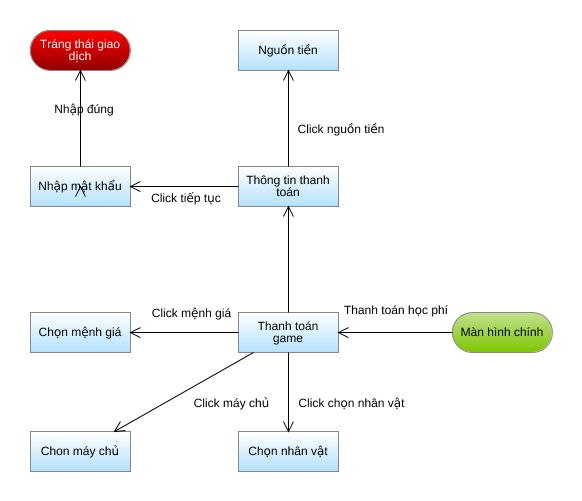 Tráng thái giao
dịch
Nguồn tiền
Nhập đúng
Click nguồn tiền
Nhập mật khẩu
Click tiếp tục
Thông tin thanh
toán
Chọn mệnh giá
Click mệnh giá
Thanh toán
game
Thanh toán học phí
Màn hình chính
Click máy chủ
Click chọn nhân vật
Chon máy chủ
Chọn nhân vật